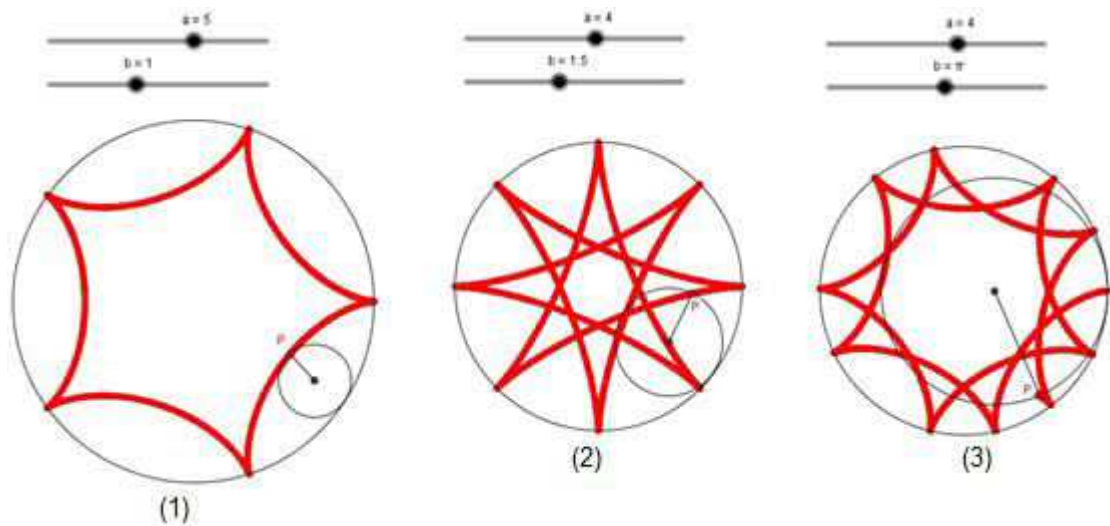 a = 5
b = 1
P
(1)
a = 4
b = 1.5
P
(2)
a = 4
b = π
P
(3)